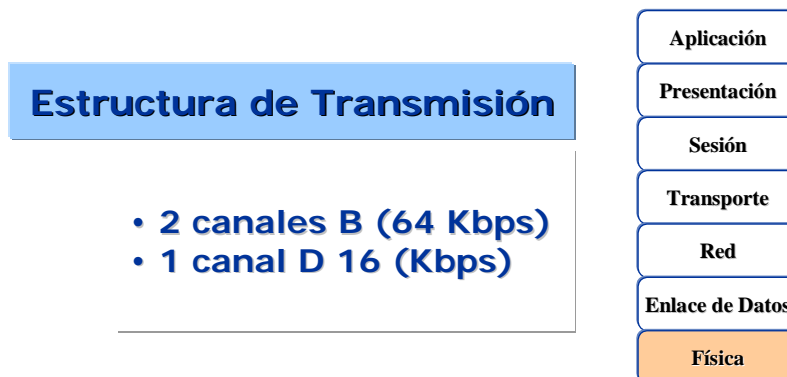 Estructura de Transmisión
• 2 canales B (64 Kbps)
• 1 canal D 16 (Kbps)
Aplicación
Presentación
Sesión
Transporte
Red
Enlace de Datos
Física